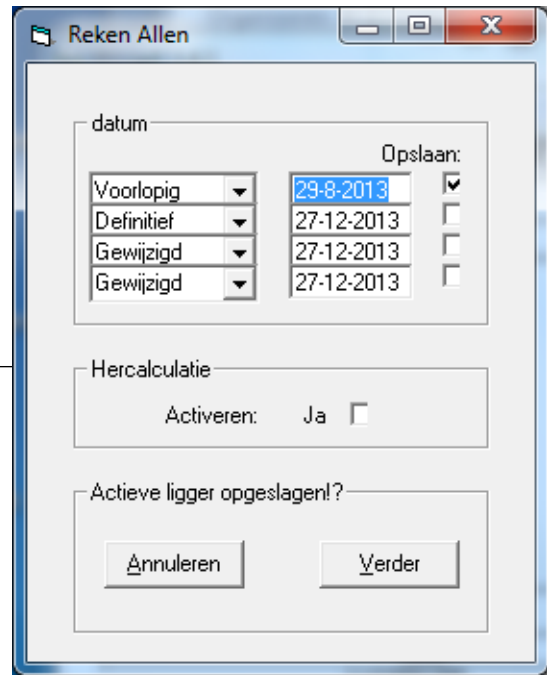 Reken Allen
datum
Opslaan:
Voorlopig 29-8-2013
Definitief 27-12-2013
Gewijzigd 27-12-2013
Gewijzigd 27-12-2013
Hercalculatie
Activeren: Ja
Actieve ligger opgeslagen!?
Annuleren Verder